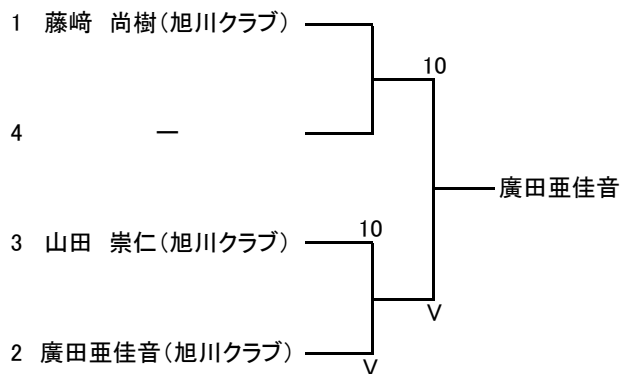 1 藤﨑 尚樹(旭川クラブ)
10
4 ー
廣田亜佳音
3 山田 崇仁(旭川クラブ)
10
V
2 廣田亜佳音(旭川クラブ)
V